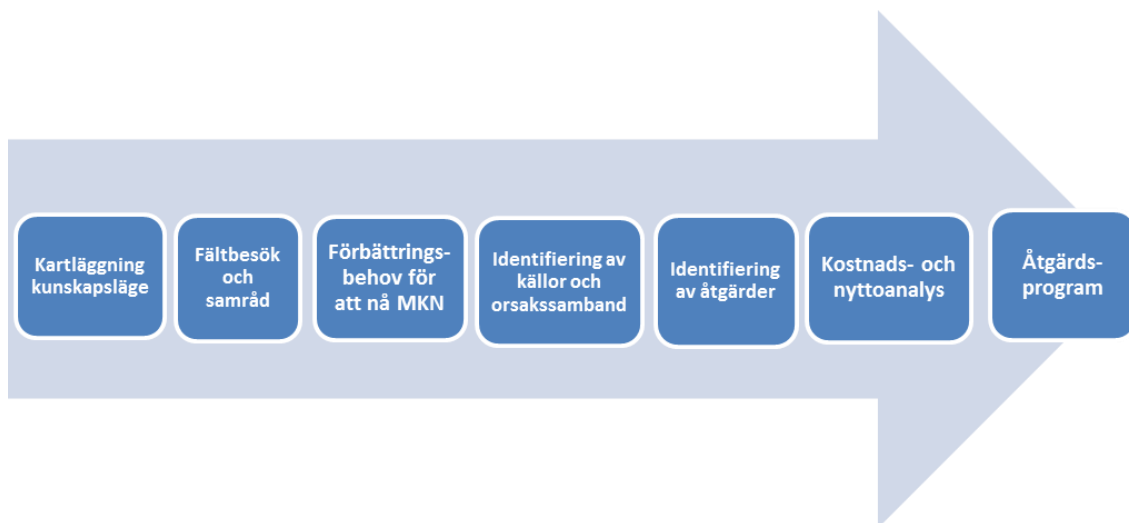 Kartläggning
kunskapsläge
Fältbesök
och
samråd
Förbättrings-
behov för
att nå MKN
Identifiering av
källor och
orsakssamband
Identifiering
av åtgärder
Kostnads- och
nyttoanalys
Åtgärds-
program